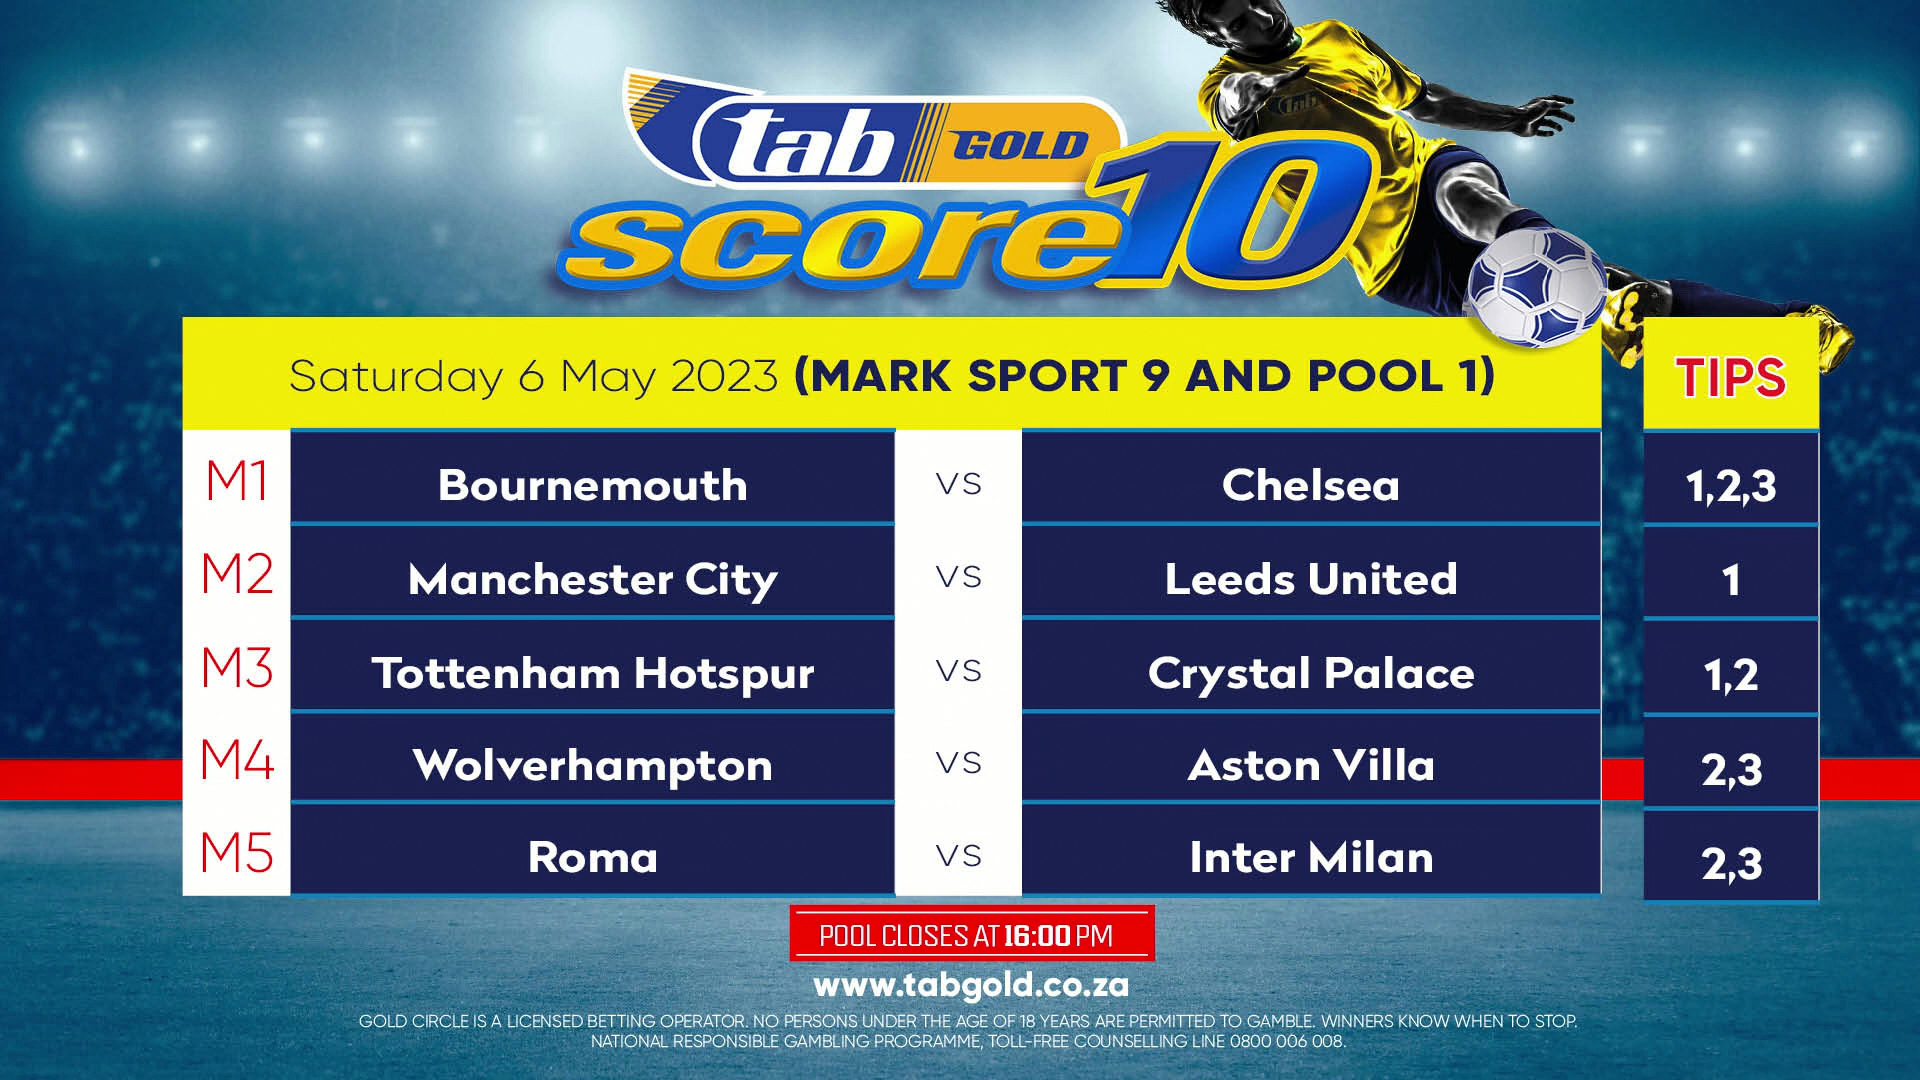 tab GOLD
score10
Saturday 6 May 2023 (MARK SPORT 9 AND POOL 1) TIPS
M1 Bournemouth VS Chelsea 1,2,3
M2 Manchester City VS Leeds United 1
M3 Tottenham Hotspur VS Crystal Palace 1,2
M4 Wolverhampton VS Aston Villa 2,3
M5 Roma VS Inter Milan 2,3
POOL CLOSES AT 16:00 PM
www.tabgold.co.za
GOLD CIRCLE IS A LICENSED BETTING OPERATOR. NO PERSONS UNDER THE AGE OF 18 YEARS ARE PERMITTED TO GAMBLE. WINNERS KNOW WHEN TO STOP.
NATIONAL RESPONSIBLE GAMBLING PROGRAMME, TOLL-FREE COUNSELLING LINE 0800 006 008.